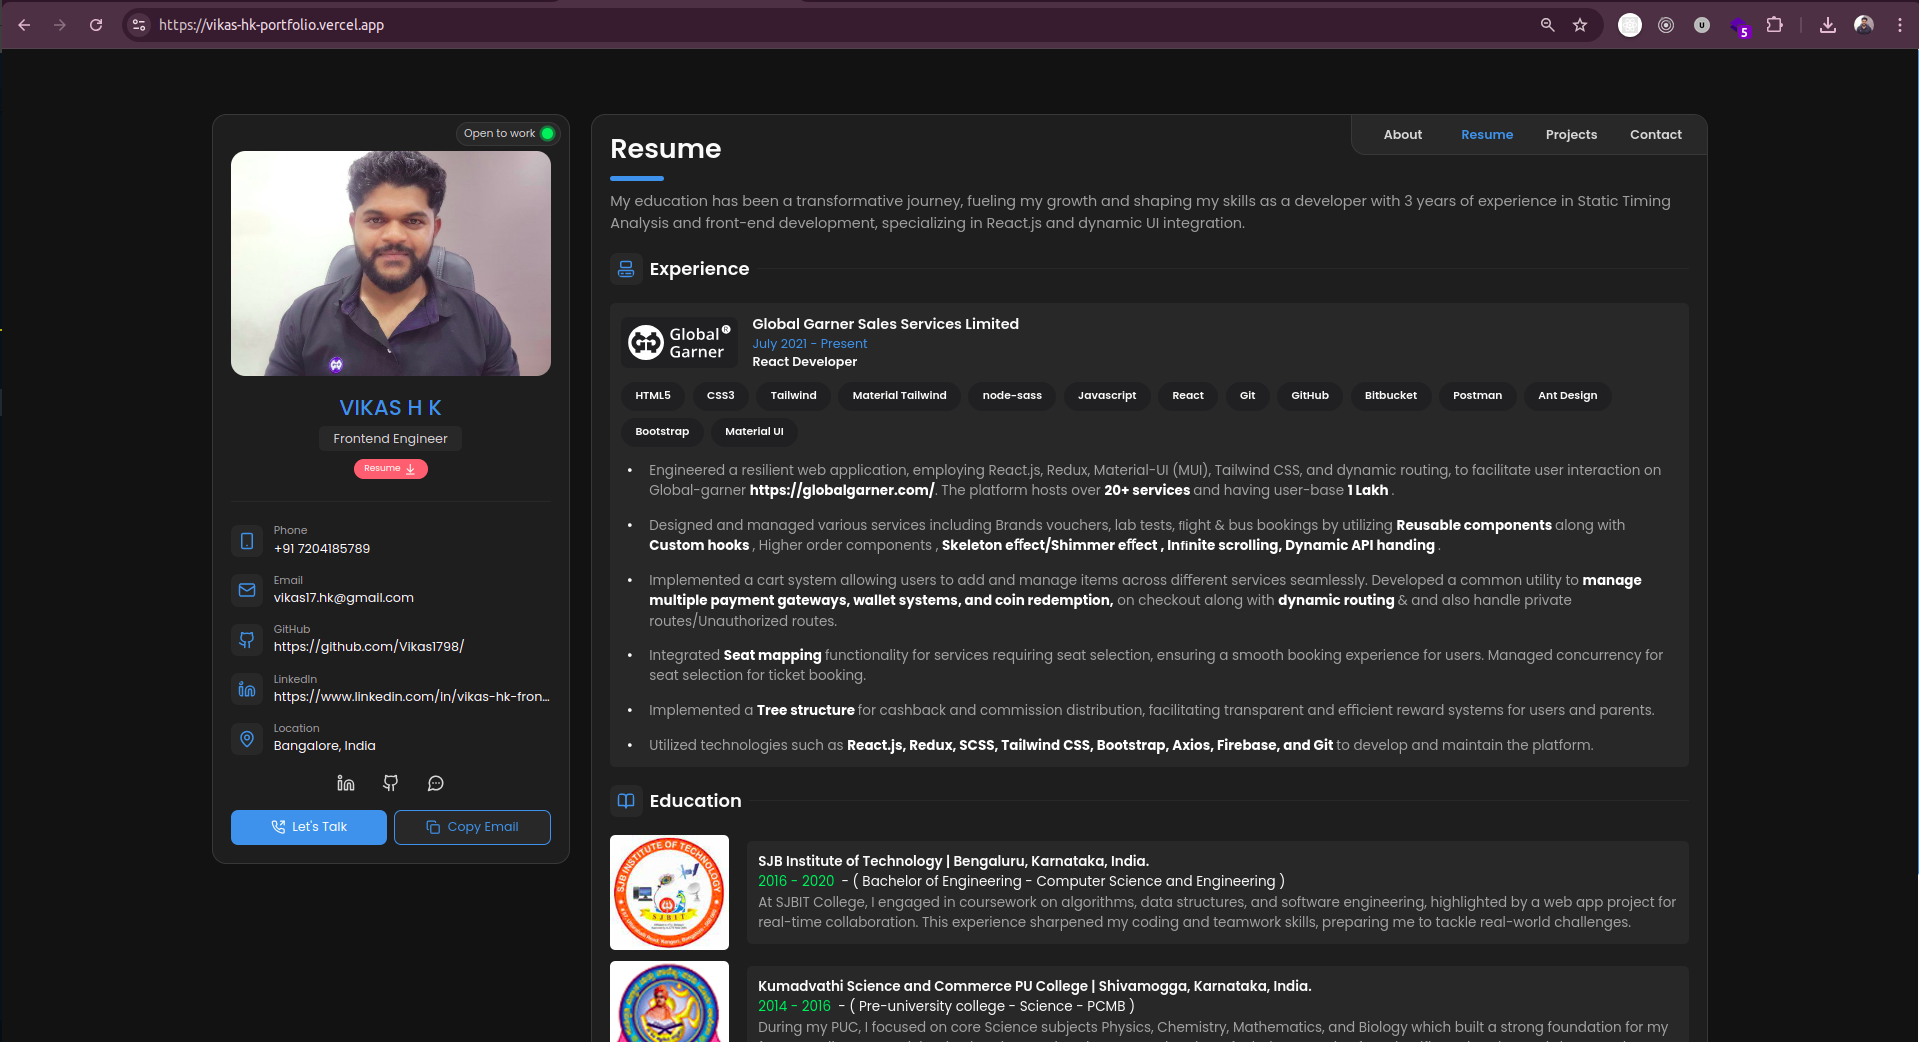 https://vikas-hk-portfolio.vercel.app
5
Open to work
VIKAS H K
Frontend Engineer
Resume
Phone
+91 7204185789
Email
vikas17.hk@gmail.com
GitHub
https://github.com/Vikas1798/
LinkedIn
https://www.linkedin.com/in/vikas-hk-fron...
Location
Bangalore, India
Let's Talk
Copy Email
About
Resume
Projects
Contact
Resume
My education has been a transformative journey, fueling my growth and shaping my skills as a developer with 3 years of experience in Static Timing
Analysis and front-end development, specializing in React.js and dynamic UI integration.
Experience
Global
Garner
Global Garner Sales Services Limited
July 2021 - Present
React Developer
HTML5
CSS3
Tailwind
Material Tailwind
node-sass
Javascript
React
Git
GitHub
Bitbucket
Postman
Ant Design
Bootstrap
Material UI
• Engineered a resilient web application, employing React.js, Redux, Material-UI (MUI), Tailwind CSS, and dynamic routing, to facilitate user interaction on
Global-garner https://globalgarner.com/. The platform hosts over 20+ services and having user-base 1 Lakh .
• Designed and managed various services including Brands vouchers, lab tests, flight & bus bookings by utilizing Reusable components along with
Custom hooks , Higher order components , Skeleton effect/Shimmer effect , Infinite scrolling, Dynamic API handing .
• Implemented a cart system allowing users to add and manage items across different services seamlessly. Developed a common utility to manage
multiple payment gateways, wallet systems, and coin redemption, on checkout along with dynamic routing & and also handle private
routes/Unauthorized routes.
• Integrated Seat mapping functionality for services requiring seat selection, ensuring a smooth booking experience for users. Managed concurrency for
seat selection for ticket booking.
• Implemented a Tree structure for cashback and commission distribution, facilitating transparent and efficient reward systems for users and parents.
• Utilized technologies such as React.js, Redux, SCSS, Tailwind CSS, Bootstrap, Axios, Firebase, and Git to develop and maintain the platform.
Education
SJB INSTITUTE OF TECHNOLOGY
SJBIT
SJB Institute of Technology | Bengaluru, Karnataka, India.
2016 - 2020 - ( Bachelor of Engineering - Computer Science and Engineering )
At SJBIT College, I engaged in coursework on algorithms, data structures, and software engineering, highlighted by a web app project for
real-time collaboration. This experience sharpened my coding and teamwork skills, preparing me to tackle real-world challenges.
Kumadvathi Science and Commerce PU College | Shivamogga, Karnataka, India.
2014 - 2016 - ( Pre-university college - Science - PCMB )
During my PUC, I focused on core Science subjects Physics, Chemistry, Mathematics, and Biology which built a strong foundation for my